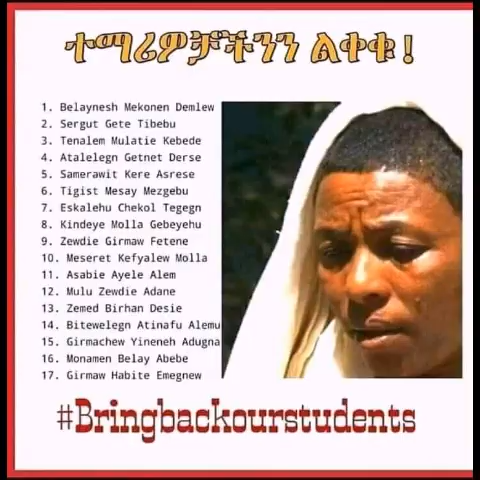 ተማሪዎቻችንን ልቀቁ!
1. Belaynesh Mekonen Demlew
2. Sergut Gete Tibebu
3. Tenalem Mulatie Kebede
4. Atalelegn Getnet Derse
5. Samerawit Kere Asrese
6. Tigist Mesay Mezgebu
7. Eskalehu Chekol Tegegn
8. Kindeye Molla Gebeyehu
9. Zewdie Girmaw Fetene
10. Meseret Kefyalew Molla
11. Asabie Ayele Alem
12. Mulu Zewdie Adane
13. Zemed Birhan Desie
14. Bitewelegn Atinafu Alemu
15. Girmachew Yineneh Adugna
16. Monamen Belay Abebe
17. Girmaw Habite Emegnew
#Bringbackourstudents